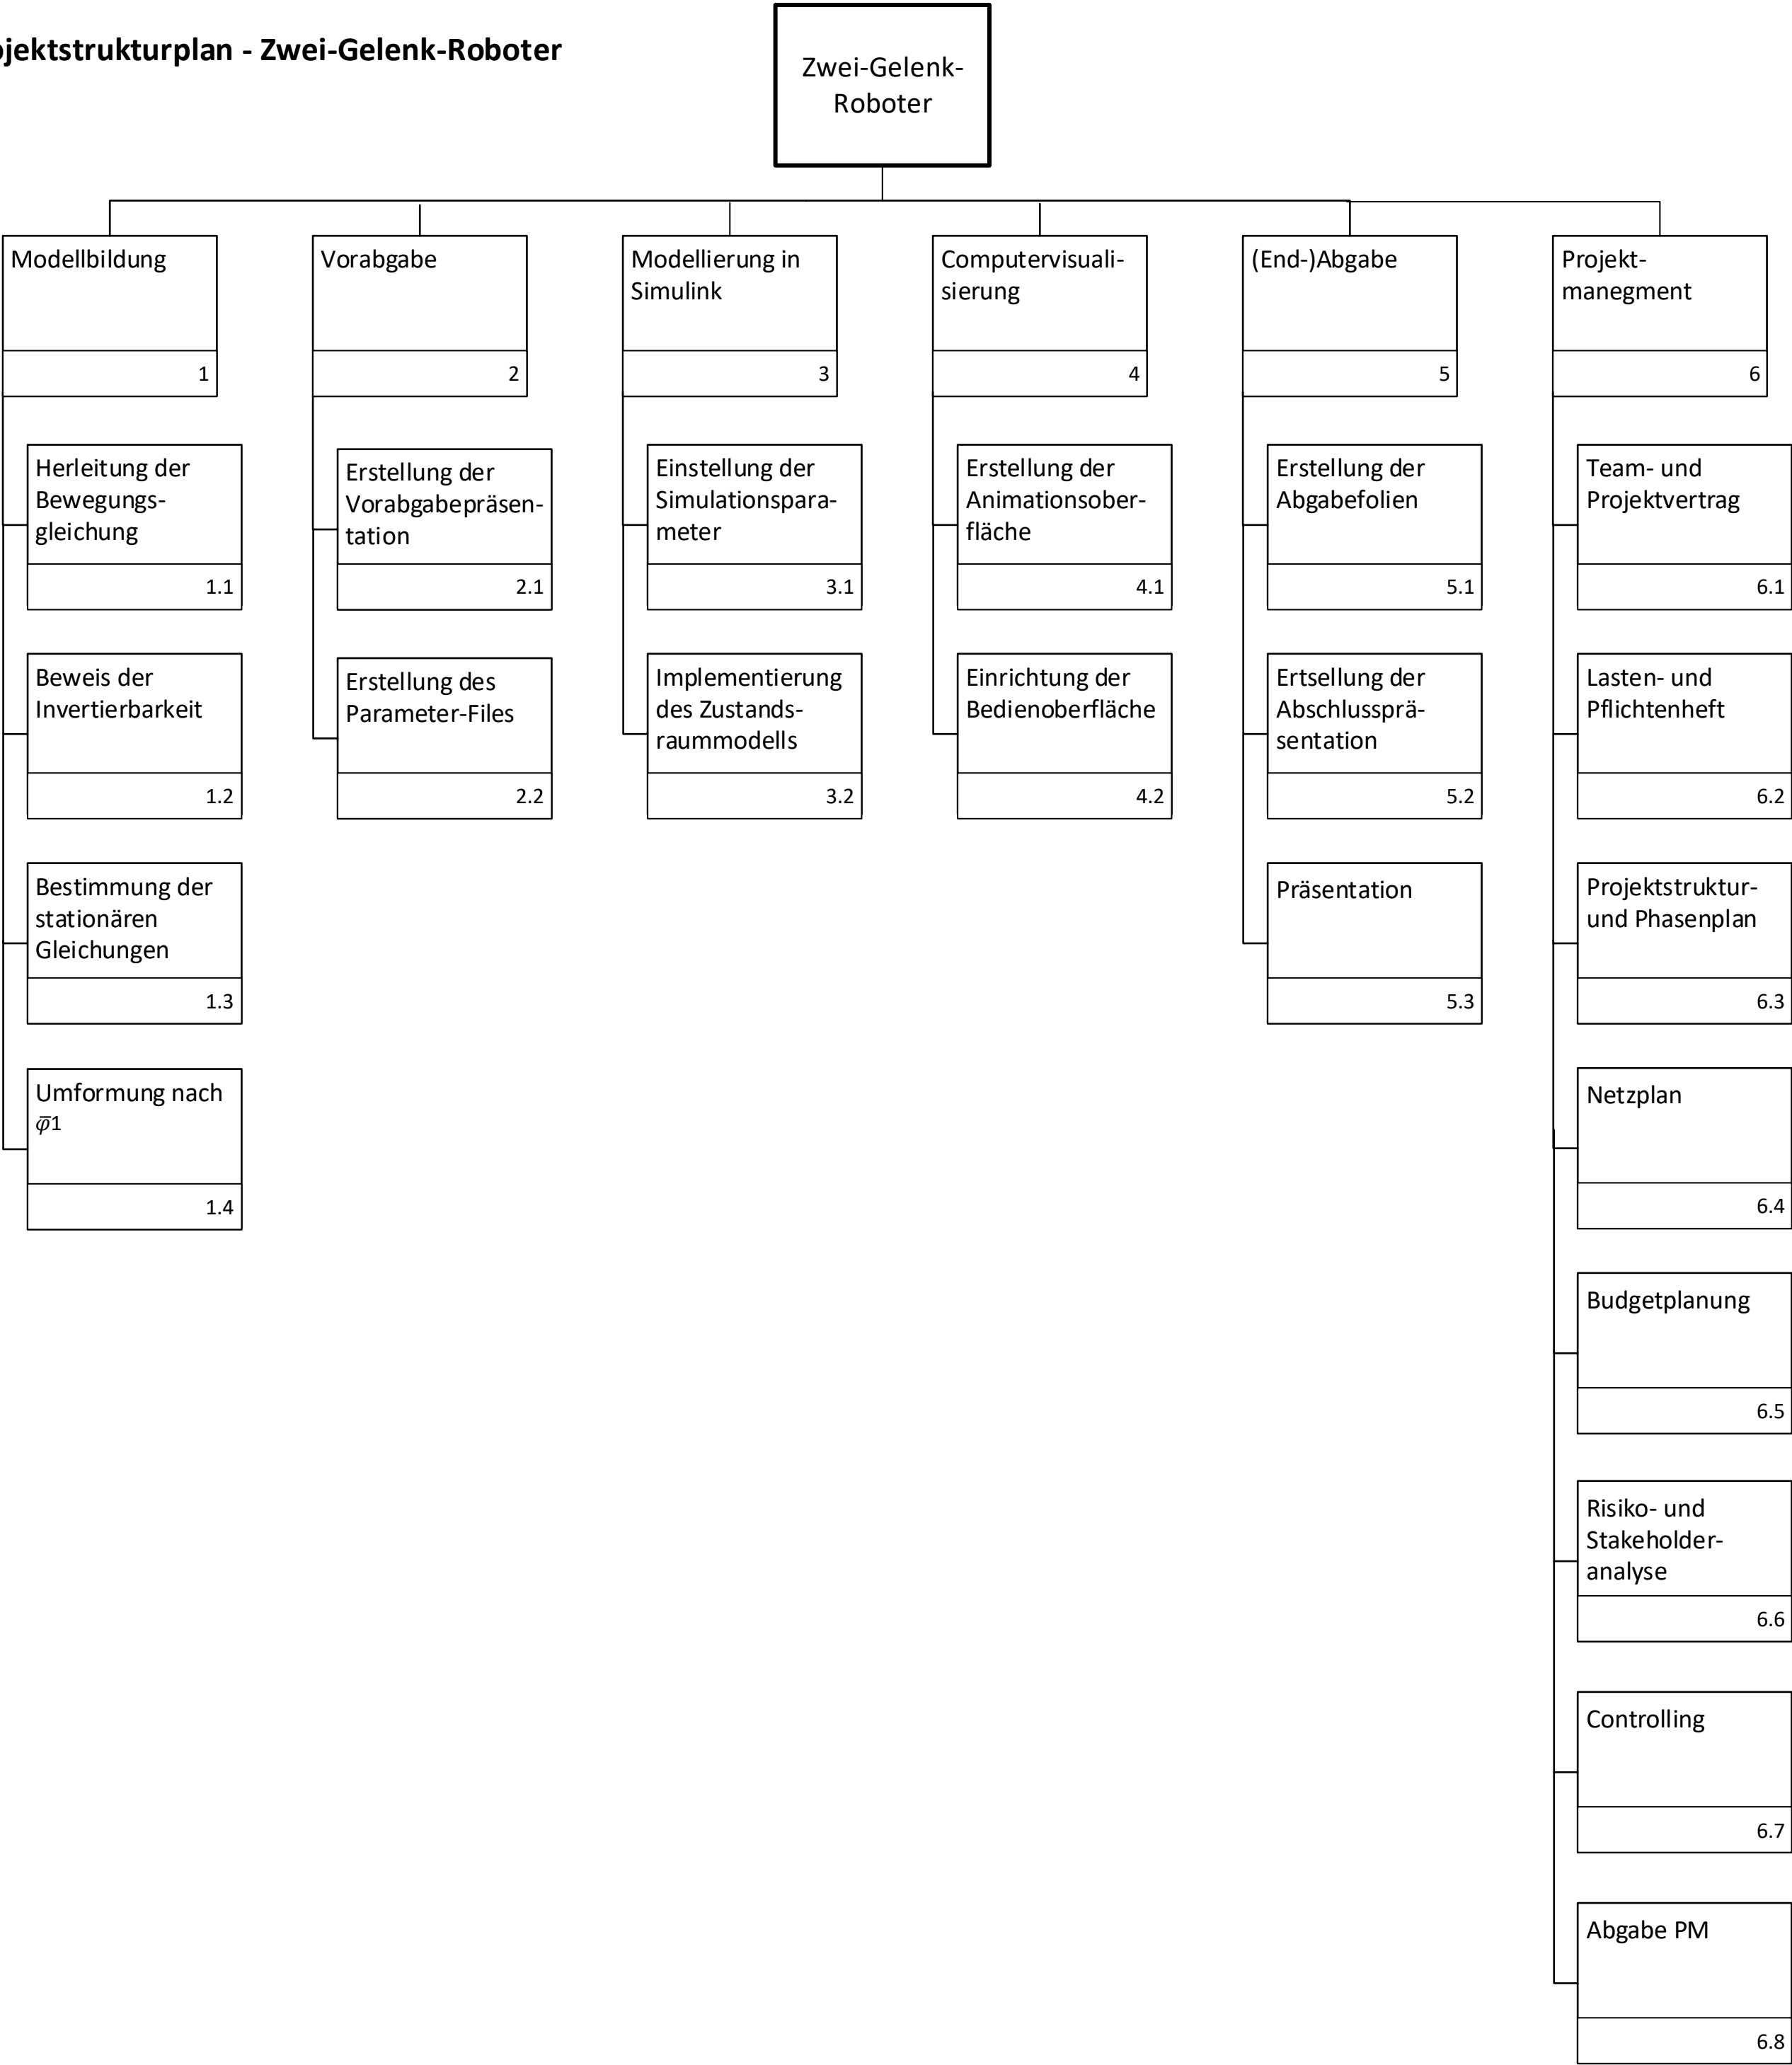 ojektstrukturplan - Zwei-Gelenk-Roboter
Zwei-Gelenk-
Roboter
Modellbildung
1
Herleitung der
Bewegungs-
gleichung
1.1
Beweis der
Invertierbarkeit
1.2
Bestimmung der
stationären
Gleichungen
1.3
Umformung nach
φ̅1
1.4
Vorabgabe
2
Erstellung der
Vorabgabepräsen-
tation
2.1
Erstellung des
Parameter-Files
2.2
Modellierung in
Simulink
3
Einstellung der
Simulationspara-
meter
3.1
Implementierung
des Zustands-
raummodells
3.2
Computervisuali-
sierung
4
Erstellung der
Animationsober-
fläche
4.1
Einrichtung der
Bedienoberfläche
4.2
(End-)Abgabe
5
Erstellung der
Abgabefolien
5.1
Ertsellung der
Abschlussprä-
sentation
5.2
Präsentation
5.3
Projekt-
manegment
6
Team- und
Projektvertrag
6.1
Lasten- und
Pflichtenheft
6.2
Projektstruktur-
und Phasenplan
6.3
Netzplan
6.4
Budgetplanung
6.5
Risiko- und
Stakeholder-
analyse
6.6
Controlling
6.7
Abgabe PM
6.8